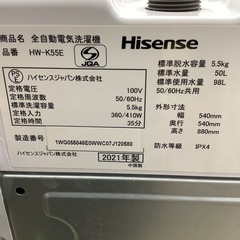 商品名 全自動電気洗濯機
品番 HW-K55E
JQA
Hisense
標準脱水容量 5.5kg
標準水量 50L
標準使用水量 98L
50/60Hz共用
PS E
ハイセンスジャパン株式会社
定格電圧 100V
定格周波数 50/60Hz
標準洗濯容量 5.5kg
定格入力 360/410W
定格時間 35分
外形寸法
幅 540mm
奥行 540mm
高さ 880mm
防水等級 IPX4
製造番号
1WG055046E0WWC07J120580
2021年製
中国製
ハイセンスジャパン株式会社